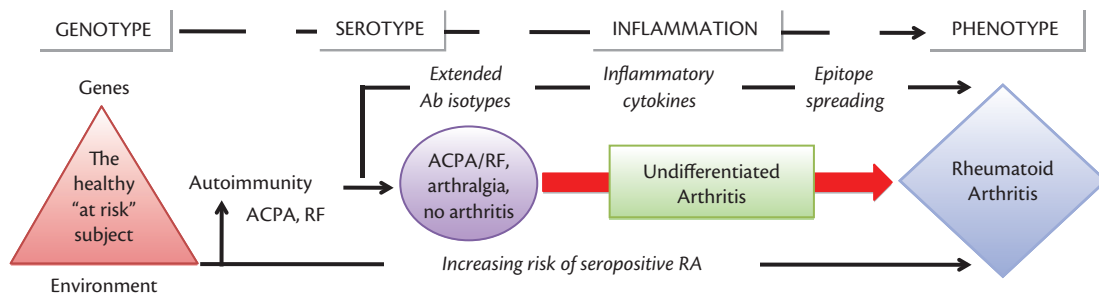 GENOTYPE SEROTYPE INFLAMMATION PHENOTYPE
Genes
Extended
Ab isotypes
Inflammatory
cytokines
Epitope
spreading
The
healthy
“at risk”
subject
Autoimmunity
ACPA, RF
ACPA/RF,
arthralgia,
no arthritis
Undifferentiated
Arthritis
Rheumatoid
Arthritis
Environment
Increasing risk of seropositive RA